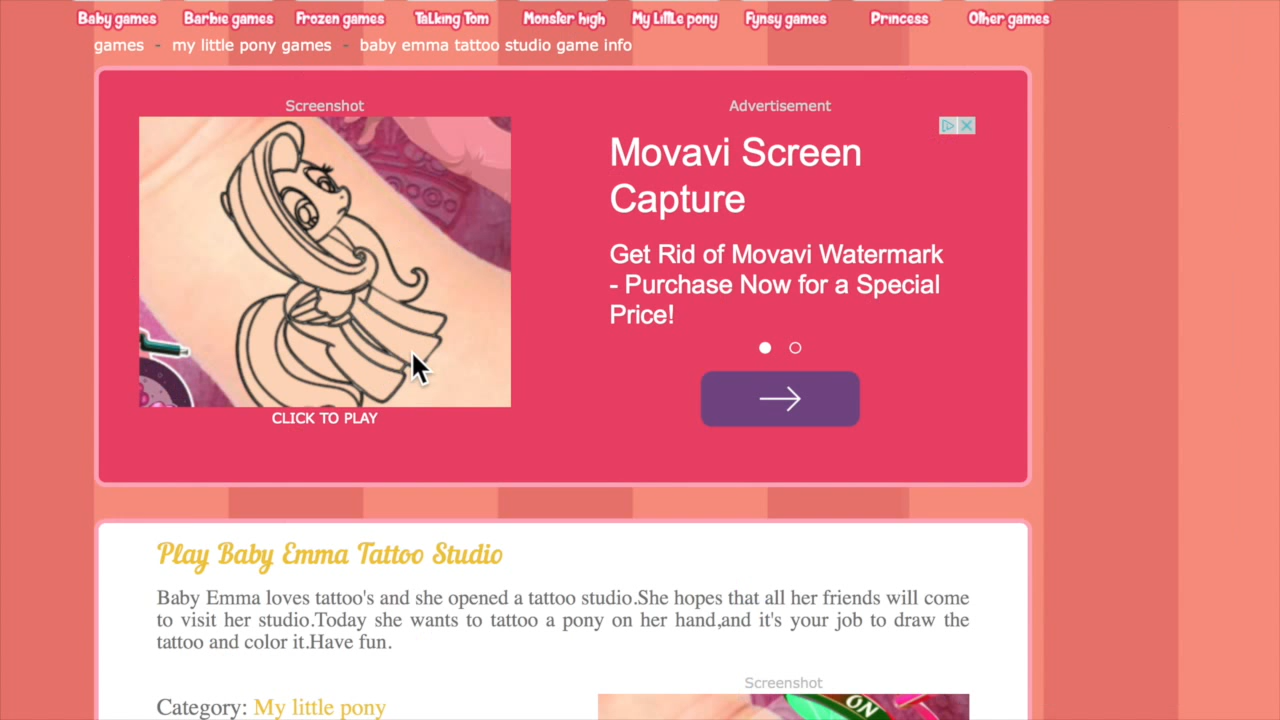 Baby games Barbie games Frozen games Talking Tom Monster high My Little pony Fynsy games Princess Other games
games - my little pony games - baby emma tattoo studio game info
Screenshot
CLICK TO PLAY
Advertisement
Movavi Screen
Capture
Get Rid of Movavi Watermark
- Purchase Now for a Special
Price!
Play Baby Emma Tattoo Studio
Baby Emma loves tattoo's and she opened a tattoo studio.She hopes that all her friends will come
to visit her studio.Today she wants to tattoo a pony on her hand,and it's your job to draw the
tattoo and color it.Have fun.
Category: My little pony
Screenshot
ON